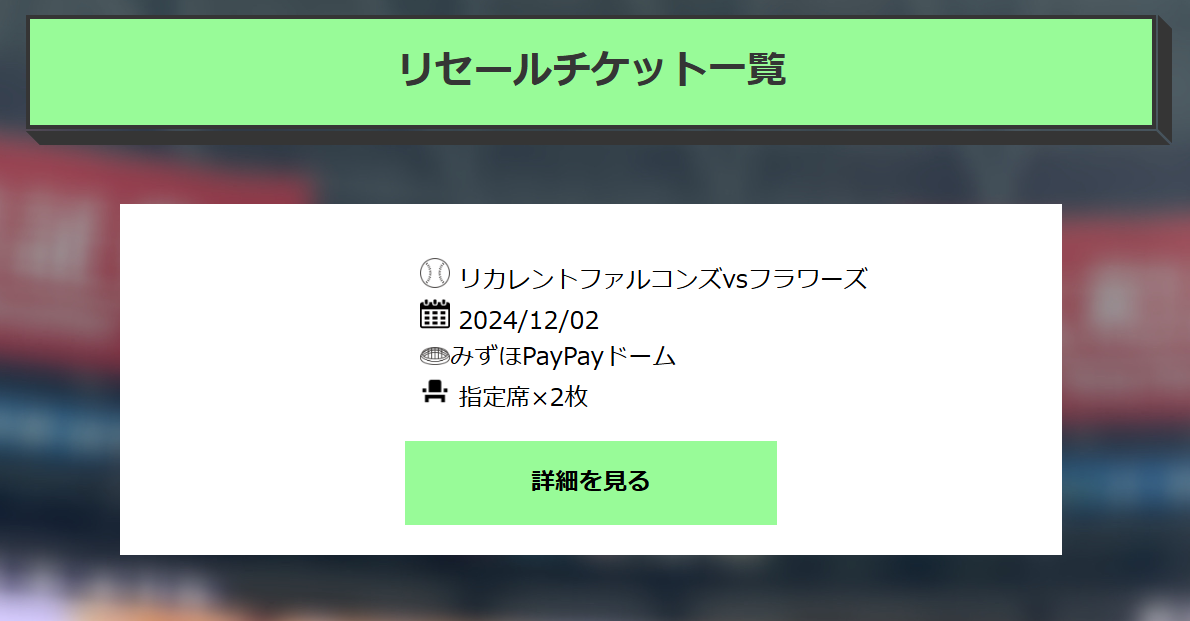 リセールチケット一覧
リカレントファルコンズvsフラワーズ
2024/12/02
みずほPayPayドーム
指定席×2枚
詳細を見る